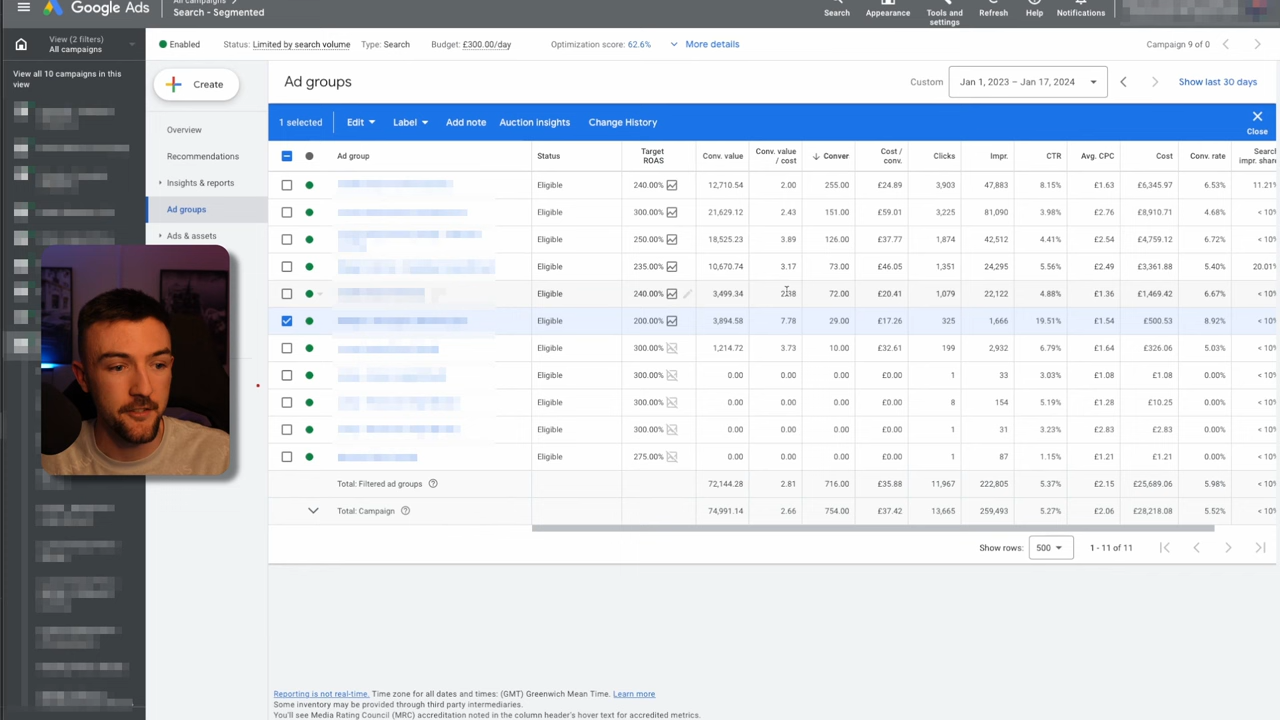 Google Ads
All campaigns
Search - Segmented
Search
Appearance
Tools and
settings
Refresh
Help
Notifications
View (2 filters)
All campaigns
Enabled
Status: Limited by search volume Type: Search Budget: £300.00/day Optimization score: 62.6% More details
Campaign 9 of 0
View all 10 campaigns in this
view
Create
Overview
Recommendations
Insights & reports
Ad groups
Ads & assets
Ad groups
Custom Jan 1, 2023 – Jan 17, 2024 Show last 30 days
1 selected Edit Label Add note Auction insights Change History Close
Ad group Status Target ROAS Conv. value Conv. value / cost Conver Cost / conv. Clicks Impr. CTR Avg. CPC Cost Conv. rate Search impr. share
Eligible 240.00% 12,710.54 2.00 255.00 £24.89 3,903 47,883 8.15% £1.63 £6,345.97 6.53% 11.21%
Eligible 300.00% 21,629.12 2.43 151.00 £59.01 3,225 81,090 3.98% £2.76 £8,910.71 4.68% < 10%
Eligible 250.00% 18,525.23 3.89 126.00 £37.77 1,874 42,512 4.41% £2.54 £4,759.12 6.72% < 10%
Eligible 235.00% 10,670.74 3.17 73.00 £46.05 1,351 24,295 5.56% £2.49 £3,361.88 5.40% 20.01%
Eligible 240.00% 3,499.34 72.00 £20.41 1,079 22,122 4.88% £1.36 £1,469.42 6.67% < 10%
Eligible 200.00% 3,894.58 7.78 29.00 £17.26 325 1,666 19.51% £1.54 £500.53 8.92% < 10%
Eligible 300.00% 1,214.72 3.73 10.00 £32.61 199 2,932 6.79% £1.64 £326.06 5.03% < 10%
Eligible 300.00% 0.00 0.00 0.00 £0.00 1 33 3.03% £1.08 £1.08 0.00% < 10%
Eligible 300.00% 0.00 0.00 0.00 £0.00 8 154 5.19% £1.28 £10.25 0.00% < 10%
Eligible 300.00% 0.00 0.00 0.00 £0.00 1 31 3.23% £2.83 £2.83 0.00% < 10%
Eligible 275.00% 0.00 0.00 0.00 £0.00 1 87 1.15% £1.21 £1.21 0.00% < 10%
Total: Filtered ad groups 72,144.28 2.81 716.00 £35.88 11,967 222,805 5.37% £2.15 £25,689.06 5.98% < 10%
Total: Campaign 74,991.14 2.66 754.00 £37.42 13,665 259,493 5.27% £2.06 £28,218.08 5.52% < 10%
Show rows: 500 1 - 11 of 11
Reporting is not real-time. Time zone for all dates and times: (GMT) Greenwich Mean Time. Learn more
Some inventory may be provided through third party intermediaries.
You'll see Media Rating Council (MRC) accreditation noted in the column header's hover text for accredited metrics.